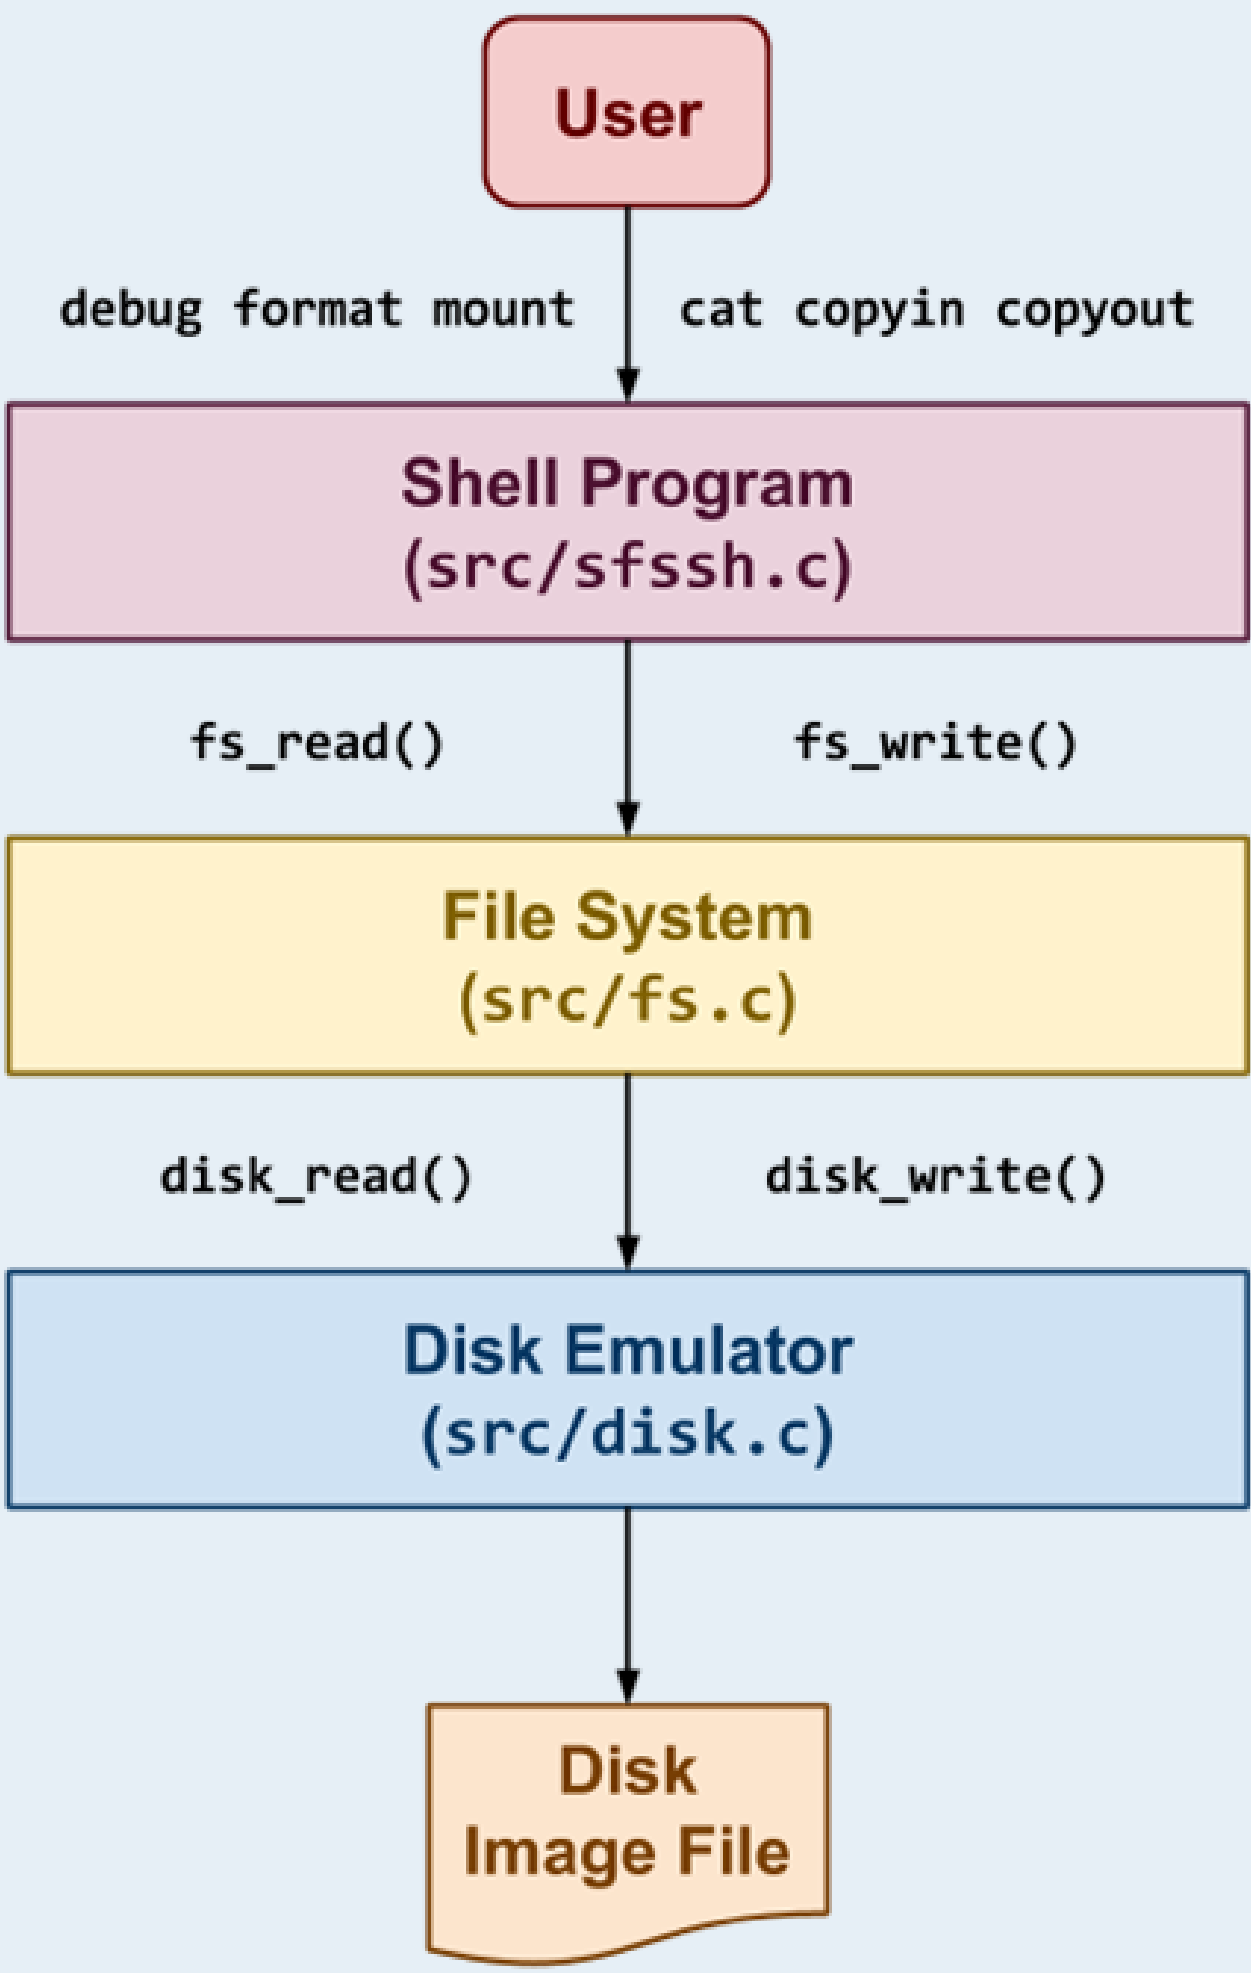 User
debug format mount cat copyin copyout
Shell Program
(src/sfssh.c)
fs_read() fs_write()
File System
(src/fs.c)
disk_read() disk_write()
Disk Emulator
(src/disk.c)
Disk
Image File